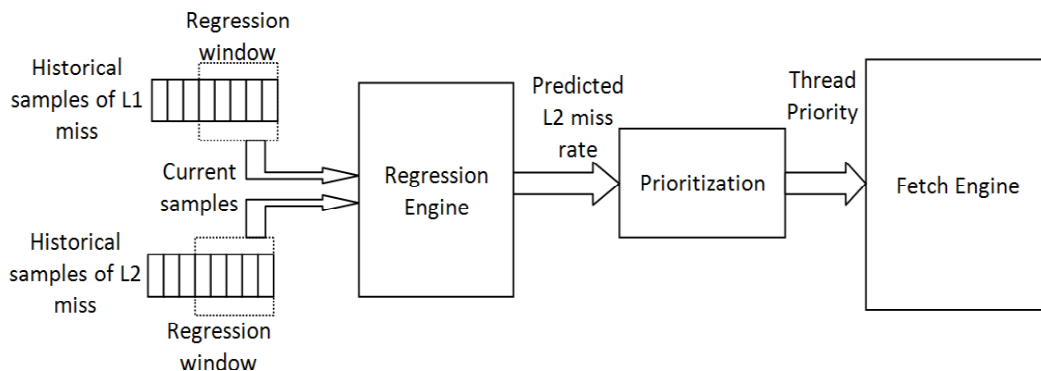 Regression
window
Historical
samples of L1
miss
Current
samples
Historical
samples of L2
miss
Regression
window
Regression
Engine
Predicted
L2 miss
rate
Prioritization
Thread
Priority
Fetch Engine